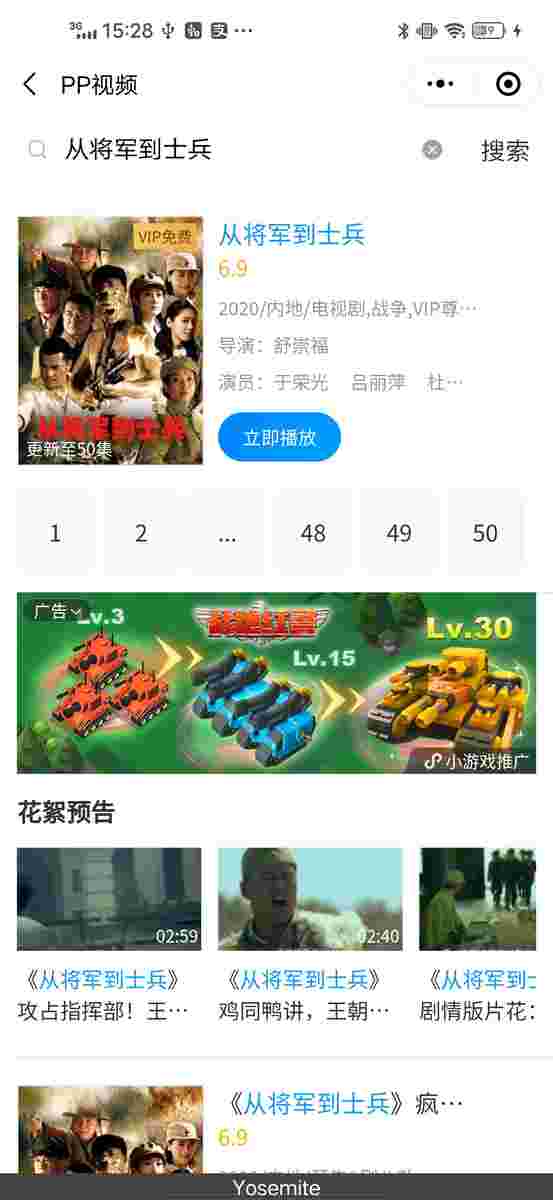 3G 15:28
PP视频
从将军到士兵 搜索
VIP免费
从将军到士兵
6.9
2020/内地/电视剧,战争,VIP尊…
导演：舒崇福
演员：于荣光 吕丽萍 杜…
从将军到士兵
更新至50集
立即播放
1 2 ... 48 49 50
广告
Lv.3
Lv.15
Lv.30
小游戏推广
花絮预告
02:59
02:40
《从将军到士兵》
攻占指挥部！王…
《从将军到士兵》
鸡同鸭讲，王朝…
《从将军到士
剧情版片花：
《从将军到士兵》疯…
6.9
Yosemite